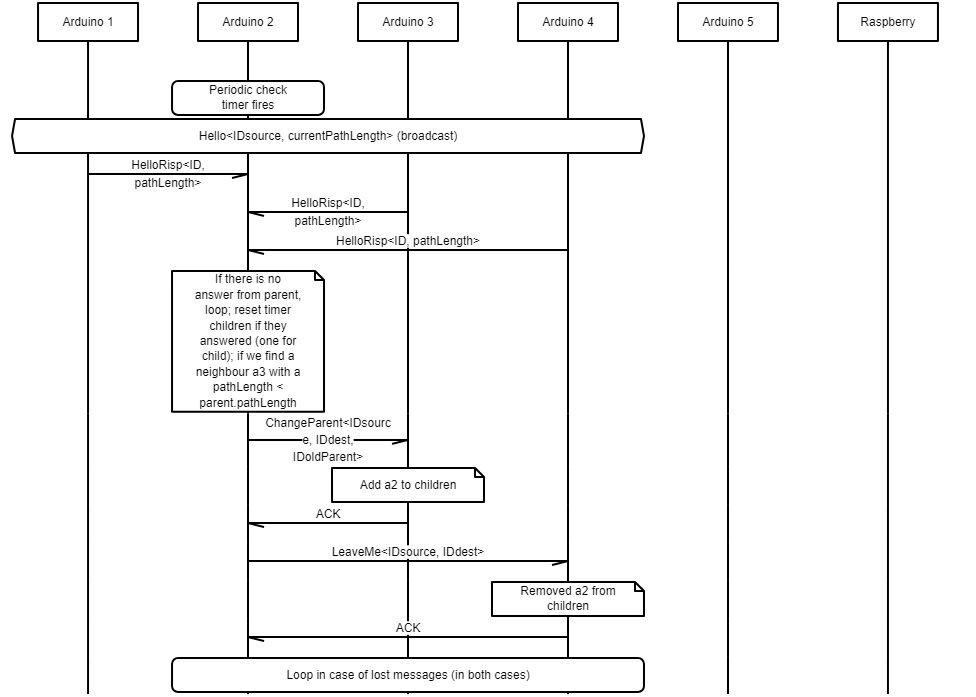 Arduino 1
Arduino 2
Arduino 3
Arduino 4
Arduino 5
Raspberry
Periodic check
timer fires
Hello<IDsource, currentPathLength> (broadcast)
HelloRisp<ID,
pathLength>
HelloRisp<ID,
pathLength>
HelloRisp<ID, pathLength>
If there is no
answer from parent,
loop; reset timer
children if they
answered (one for
child); if we find a
neighbour a3 with a
pathLength <
parent.pathLength
ChangeParent<IDsourc
e, IDdest,
IDoldParent>
Add a2 to children
ACK
LeaveMe<IDsource, IDdest>
Removed a2 from
children
ACK
Loop in case of lost messages (in both cases)